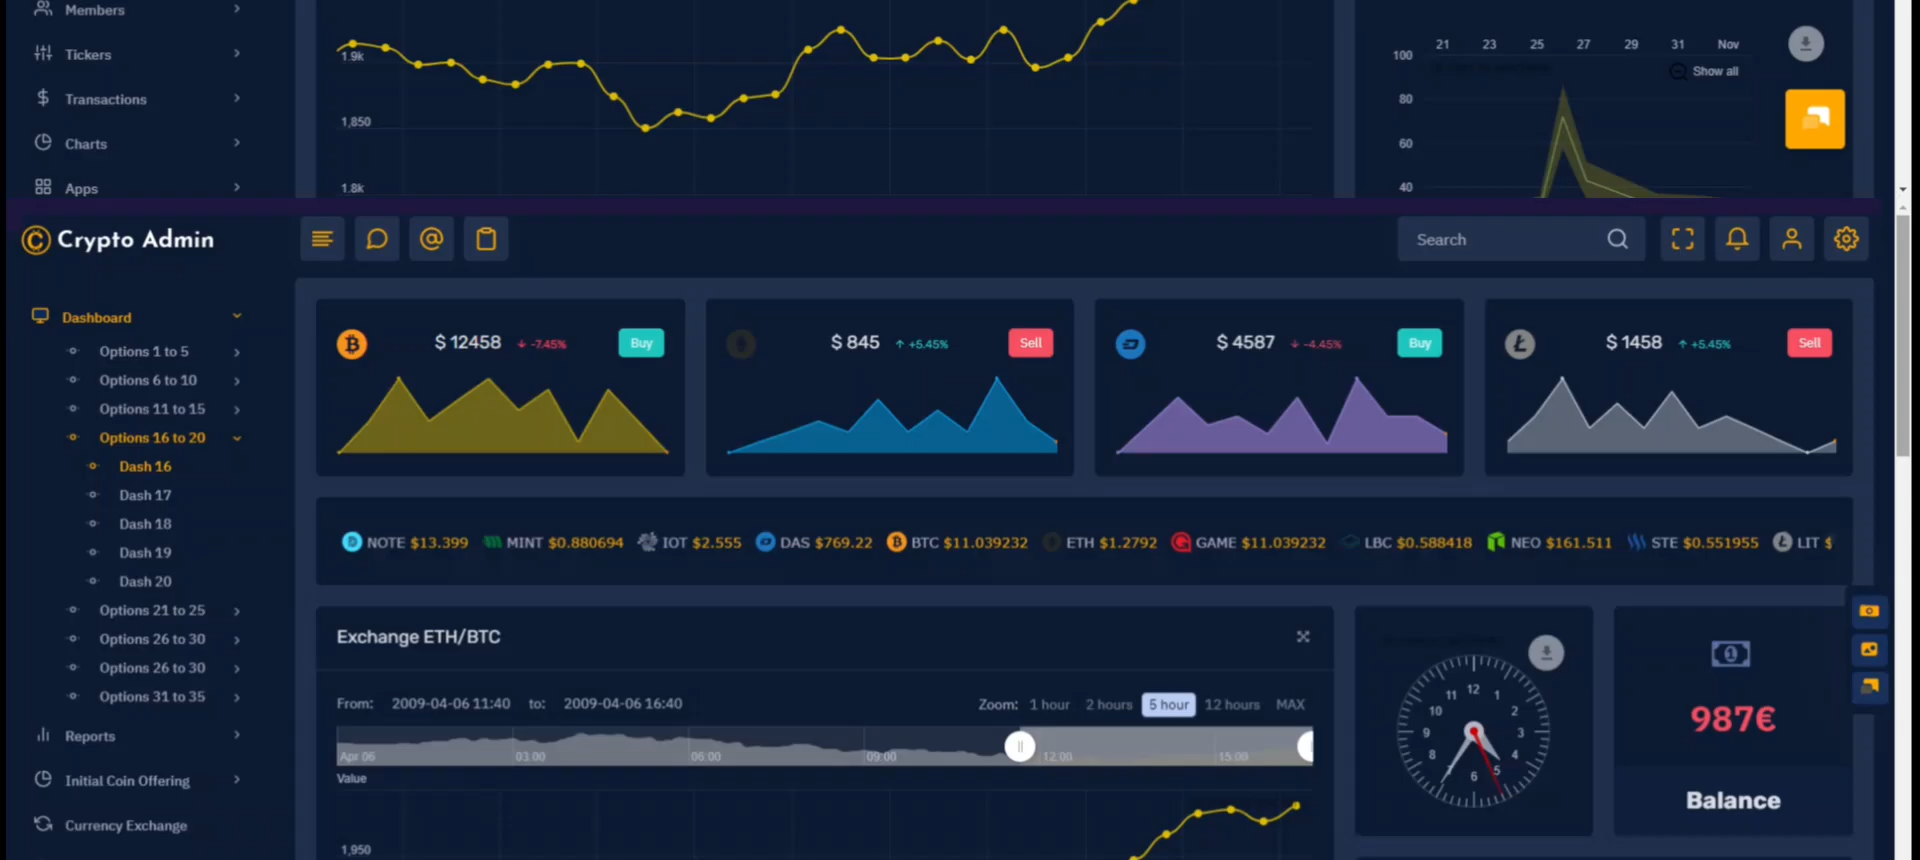 Members
Tickers
Transactions
Charts
Apps
1.9k
1,850
1.8k
21 23 25 27 29 31 Nov
Show all
100
80
60
40
Crypto Admin
Search
Dashboard
Options 1 to 5
Options 6 to 10
Options 11 to 15
Options 16 to 20
Dash 16
Dash 17
Dash 18
Dash 19
Dash 20
Options 21 to 25
Options 26 to 30
Options 26 to 30
Options 31 to 35
Reports
Initial Coin Offering
Currency Exchange
$ 12458 ↓ -7.45% Buy
$ 845 ↑ +5.45% Sell
$ 4587 ↓ -4.45% Buy
$ 1458 ↑ +5.45% Sell
NOTE $13.399 MINT $0.880694 IOT $2.555 DAS $769.22 BTC $11.039232 ETH $1.2792 GAME $11.039232 LBC $0.588418 NEO $161.511 STE $0.551955 LIT $
Exchange ETH/BTC
From: 2009-04-06 11:40 to: 2009-04-06 16:40
Zoom: 1 hour 2 hours 5 hour 12 hours MAX
Apr 06 03:00 06:00 09:00 12:00 15:00
Value
1,950
12 1 2 3 4 5 6 7 8 9 10 11
987€
Balance